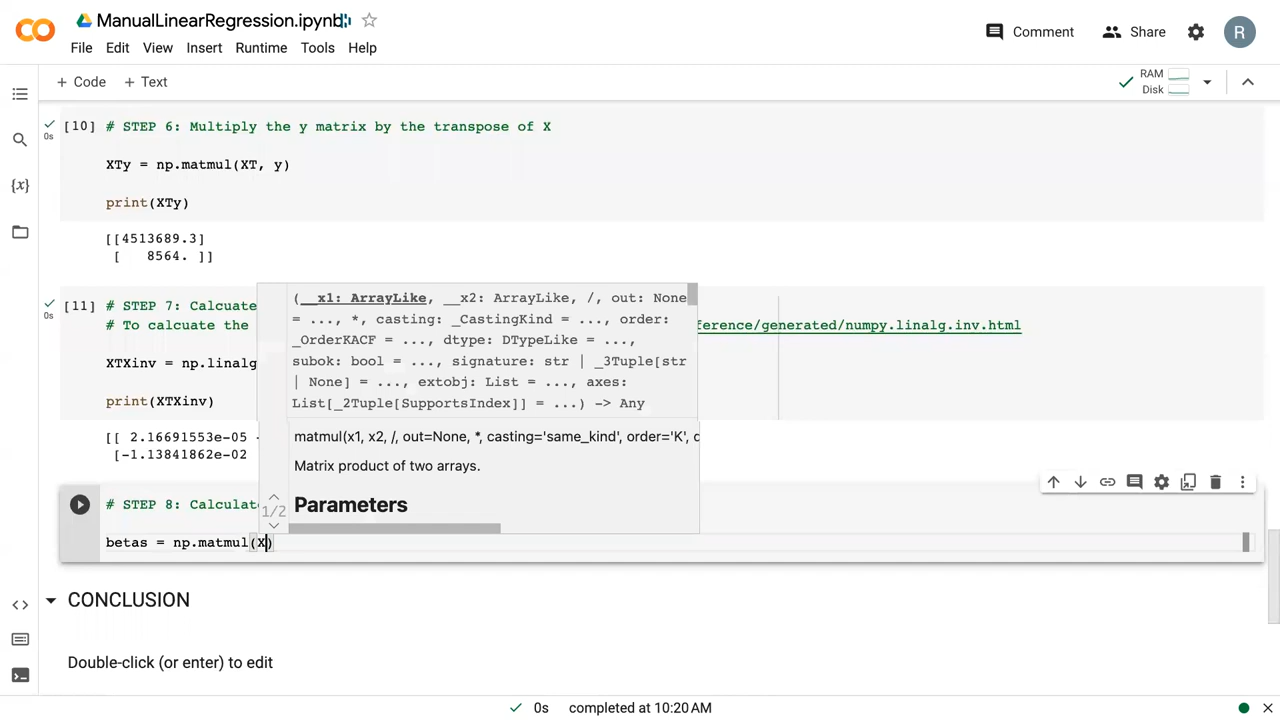 ManualLinearRegression.ipynb
Comment
Share
R
File Edit View Insert Runtime Tools Help
+ Code + Text
RAM
Disk
0s
[10] # STEP 6: Multiply the y matrix by the transpose of X
XTy = np.matmul(XT, y)
print(XTy)
[[4513689.3]
[ 8564. ]]
0s
[11] # STEP 7: Calcuate
# To calcuate the
ference/generated/numpy.linalg.inv.html
XTXinv = np.linalg
print(XTXinv)
[[ 2.16691553e-05 -
[-1.13841862e-02
(__x1: ArrayLike, __x2: ArrayLike, /, out: None
= ..., *, casting: _CastingKind = ..., order:
_OrderKACF = ..., dtype: DTypeLike = ...,
subok: bool = ..., signature: str | _3Tuple[str
| None] = ..., extobj: List = ..., axes:
List[_2Tuple[SupportsIndex]] = ...) -> Any
matmul(x1, x2, /, out=None, *, casting='same_kind', order='K', d
Matrix product of two arrays.
Parameters
1/2
# STEP 8: Calculat
betas = np.matmul(X)
CONCLUSION
Double-click (or enter) to edit
0s completed at 10:20 AM